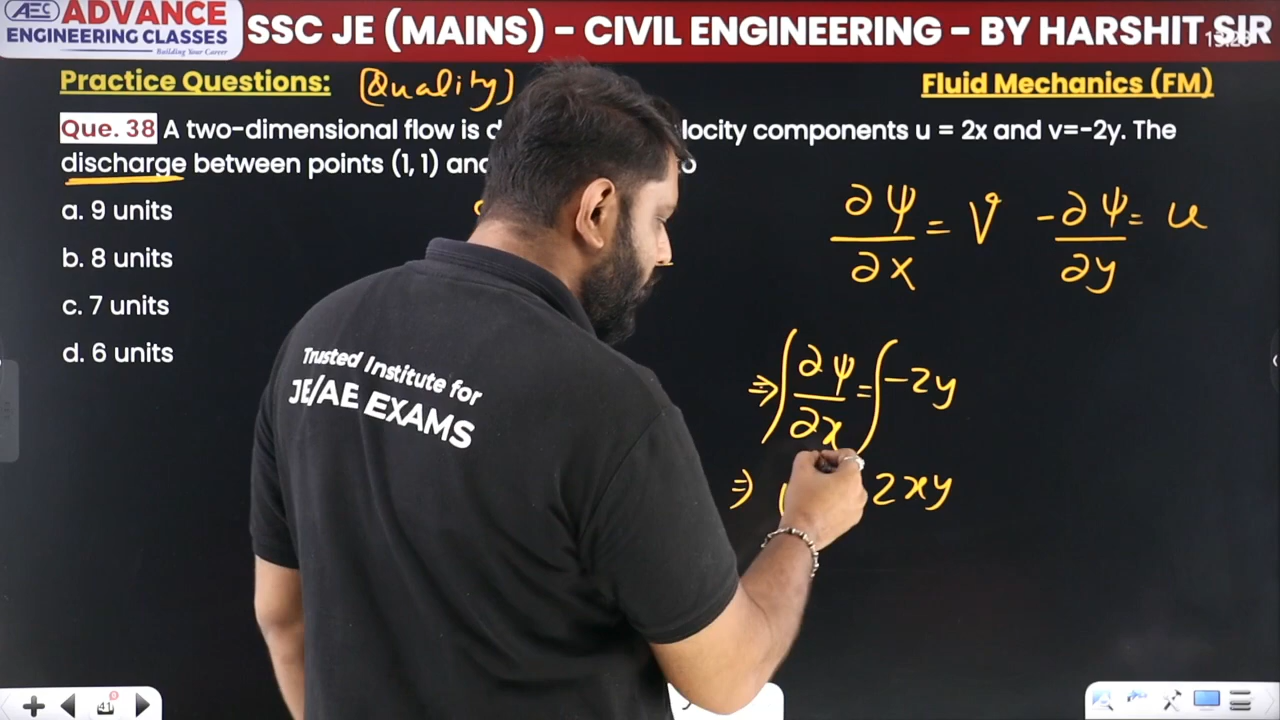 AEC ADVANCE
ENGINEERING CLASSES
Building Your Career
SSC JE (MAINS) - CIVIL ENGINEERING - BY HARSHIT SIR
Practice Questions: (Quality)
Fluid Mechanics (FM)
Que. 38 A two-dimensional flow is d locity components u = 2x and v=-2y. The
discharge between points (1, 1) and
a. 9 units
b. 8 units
c. 7 units
d. 6 units
∂ψ/∂x = V -∂ψ/∂y = u
⇒ ∫ ∂ψ/∂x = ∫ -2y
⇒ 2xy
Trusted Institute for
JE/AE EXAMS
41